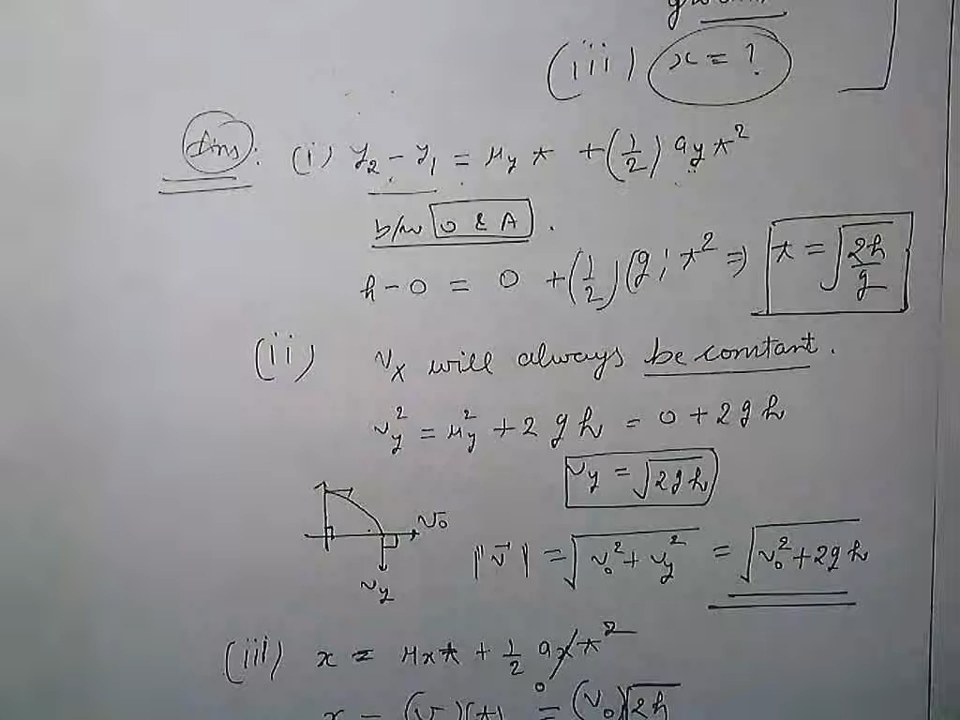 (iii) x = ?
Ans: (i) y₂ - y₁ = uy t + (1/2) ay t²
b/w O & A .
h - 0 = 0 + (1/2) (g) t² ⇒ t = √(2h/g)
(ii) vx will always be constant.
vy² = uy² + 2gh = 0 + 2gh
vy = √2gh
v₀
vy
|v⃗| = √v₀² + vy² = √v₀² + 2gh
(iii) x = ux t + 1/2 ax t²
0